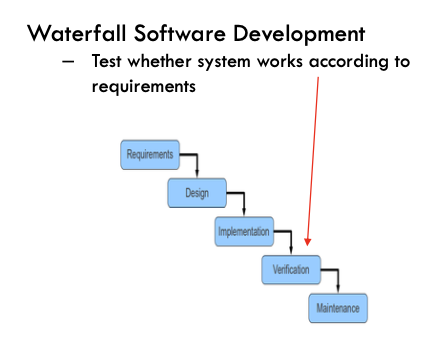 Waterfall Software Development
– Test whether system works according to
requirements
Requirements
Design
Implementation
Verification
Maintenance